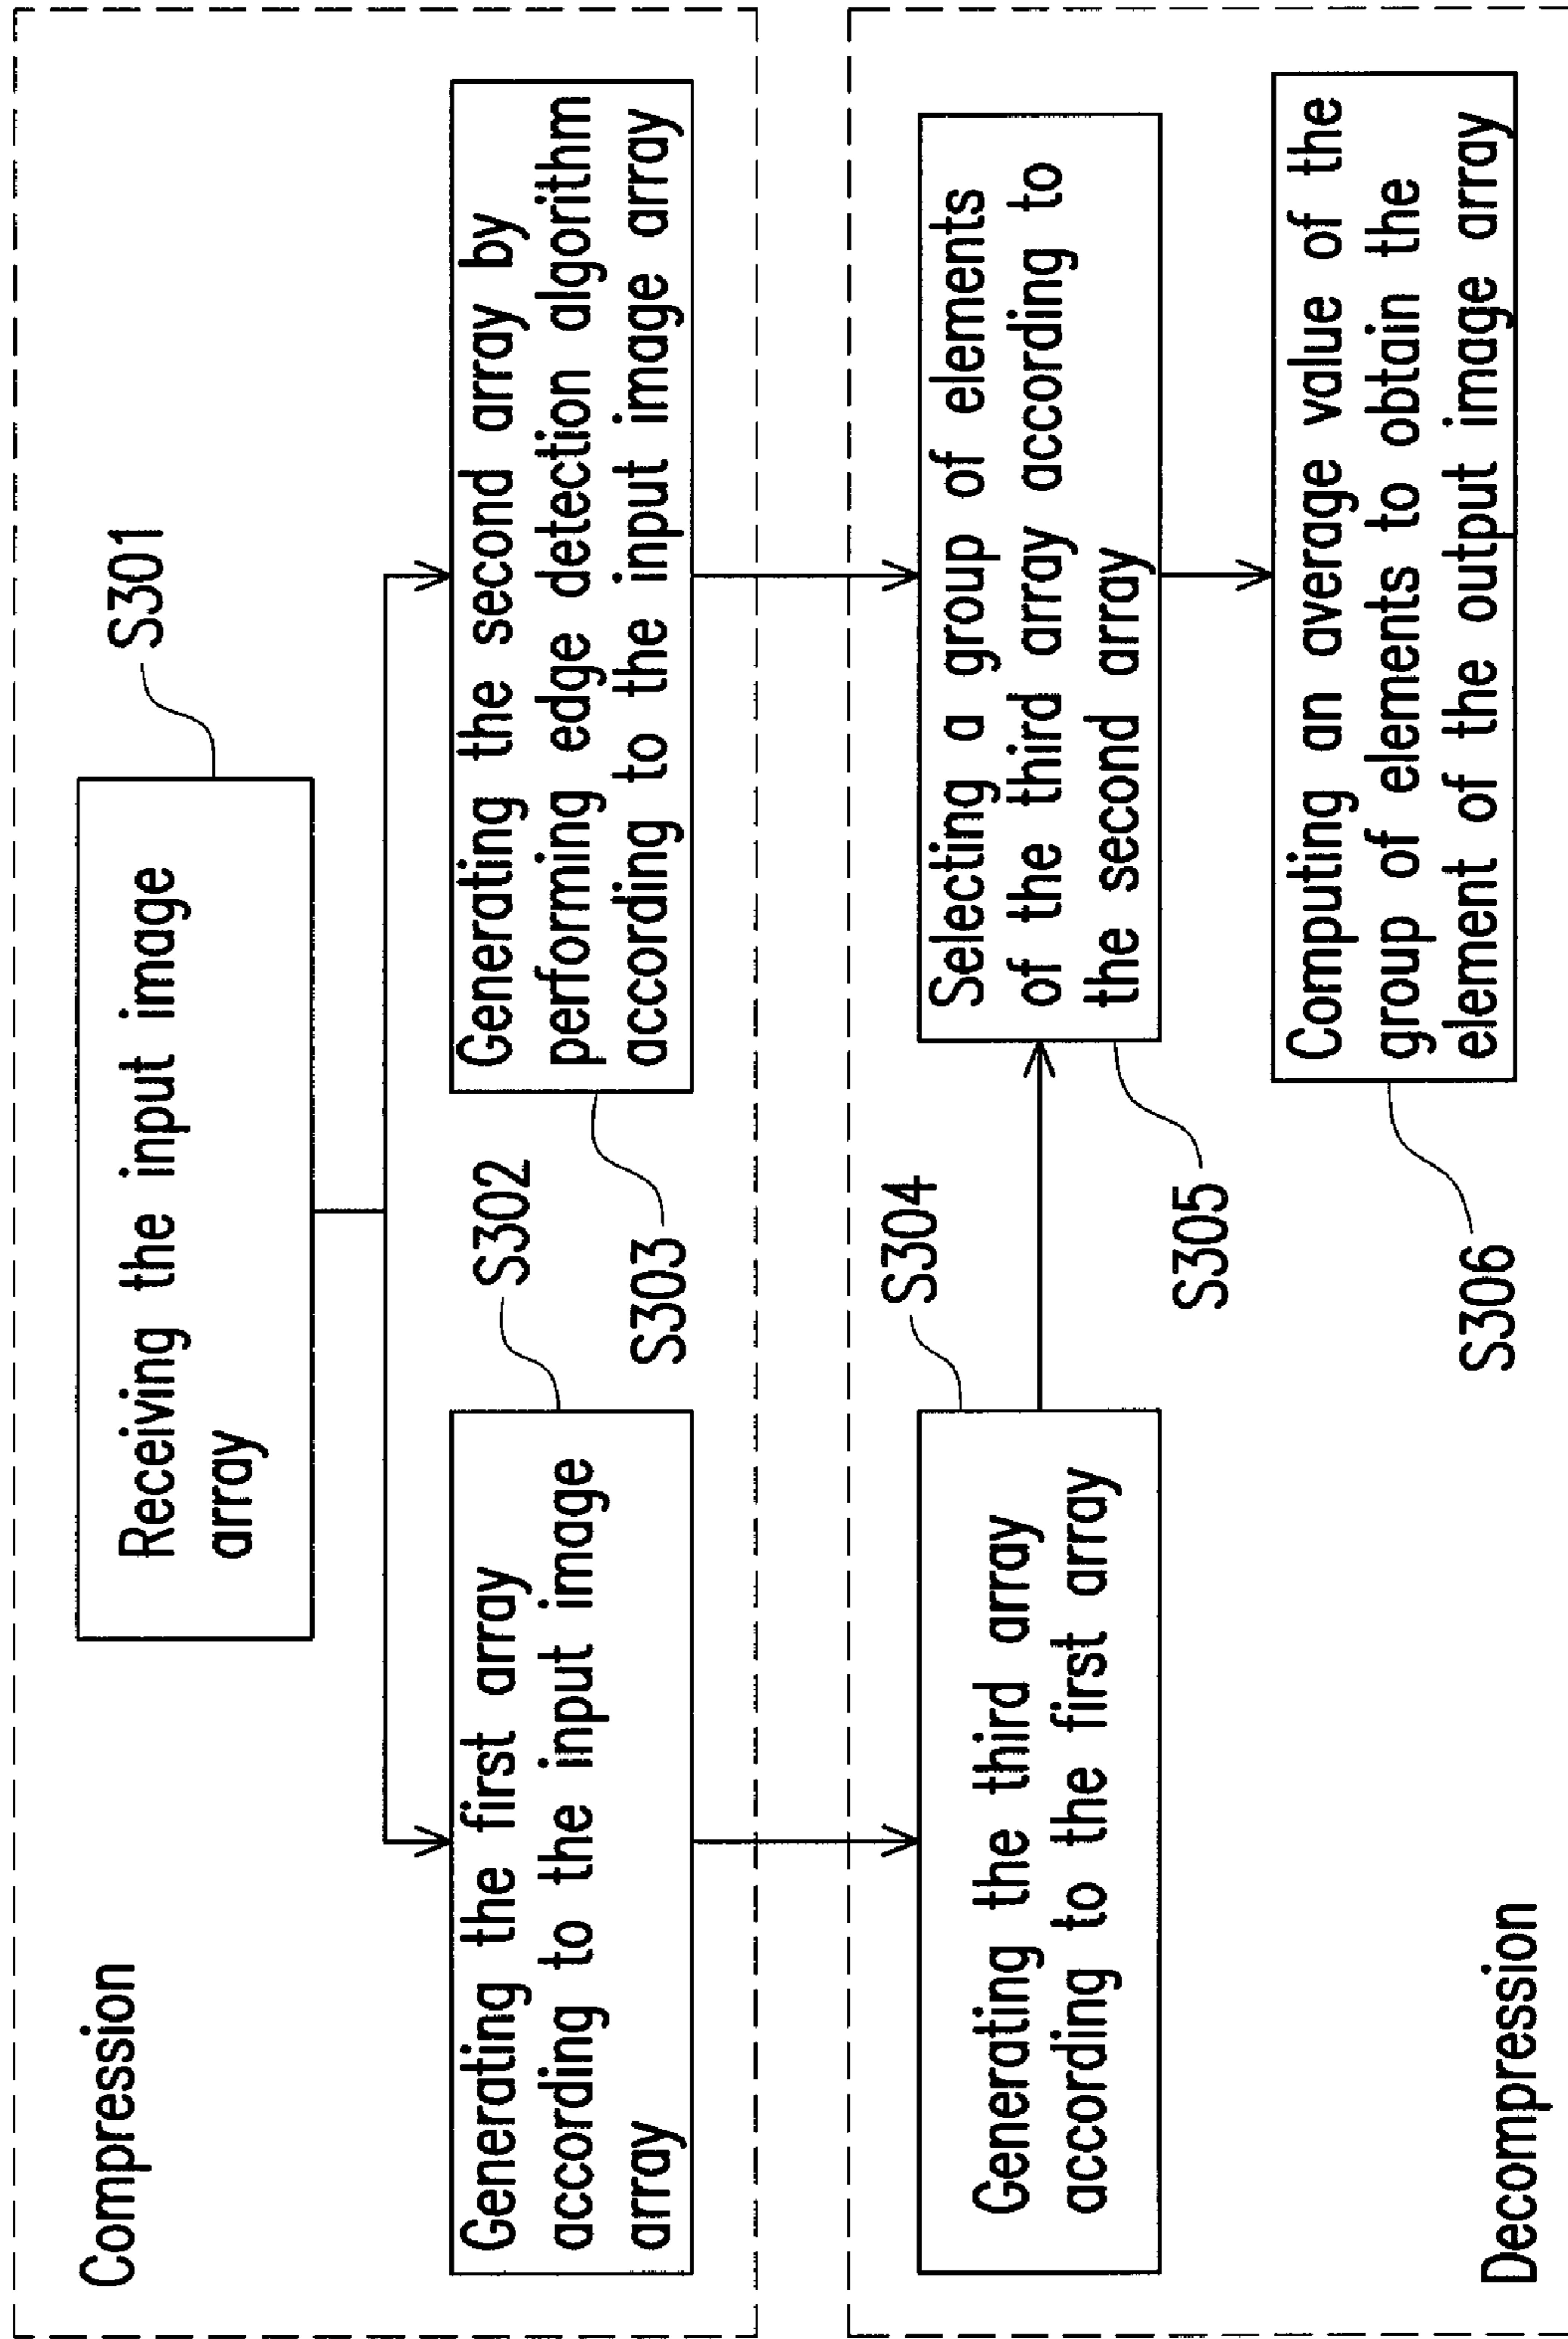 Compression
Receiving the input image
array
S301
Generating the first array
according to the input image
array
S302
Generating the second array by
performing edge detection algorithm
according to the input image array
S303
Generating the third array
according to the first array
S304
Selecting a group of elements
of the third array according to
the second array
S305
Computing an average value of the
group of elements to obtain the
element of the output image array
S306
Decompression